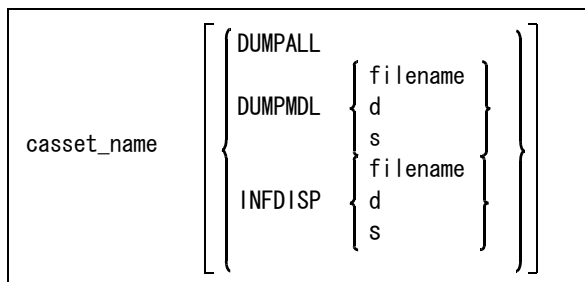 DUMPALL
filename
DUMPMDL d
s
casset_name
filename
INFDISP d
s